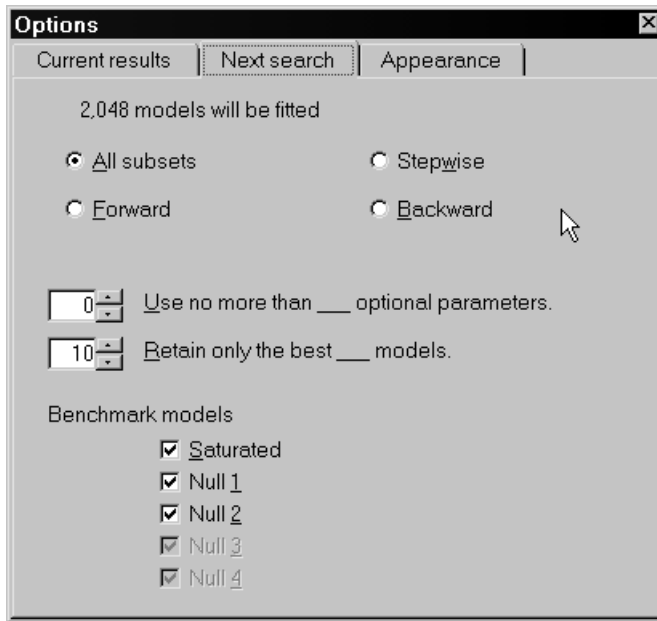 Options
Current results Next search Appearance
2,048 models will be fitted
All subsets Stepwise
Forward Backward
0 Use no more than ___ optional parameters.
10 Retain only the best ___ models.
Benchmark models
Saturated
Null 1
Null 2
Null 3
Null 4